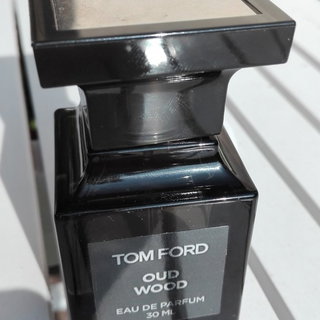 TOM FORD
OUD
WOOD
EAU DE PARFUM
30 ML